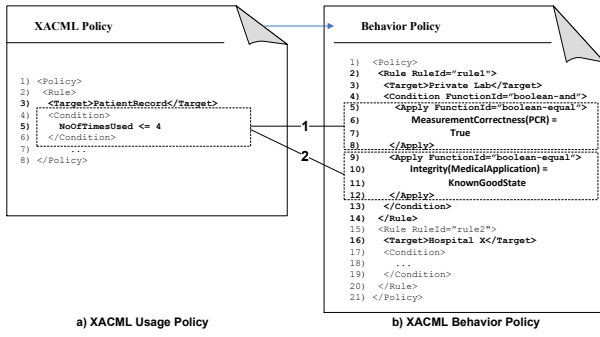 XACML Policy
1) <Policy>
2) <Rule>
3) <Target>PatientRecord</Target>
4) <Condition>
5) NoOfTimesUsed <= 4
6) </Condition>
7) ...
8) </Policy>
a) XACML Usage Policy
1
2
Behavior Policy
1) <Policy>
2) <Rule RuleId="rule1">
3) <Target>Private Lab</Target>
4) <Condition FunctionId="boolean-and">
5) <Apply FunctionId="boolean-equal">
6) MeasurementCorrectness(PCR) =
7) True
8) </Apply>
9) <Apply FunctionId="boolean-equal">
10) Integrity(MedicalApplication) =
11) KnownGoodState
12) </Apply>
13) </Condition>
14) </Rule>
15) <Rule RuleId="rule2">
16) <Target>Hospital X</Target>
17) <Condition>
18) ...
19) </Condition>
20) </Rule>
21) </Policy>
b) XACML Behavior Policy